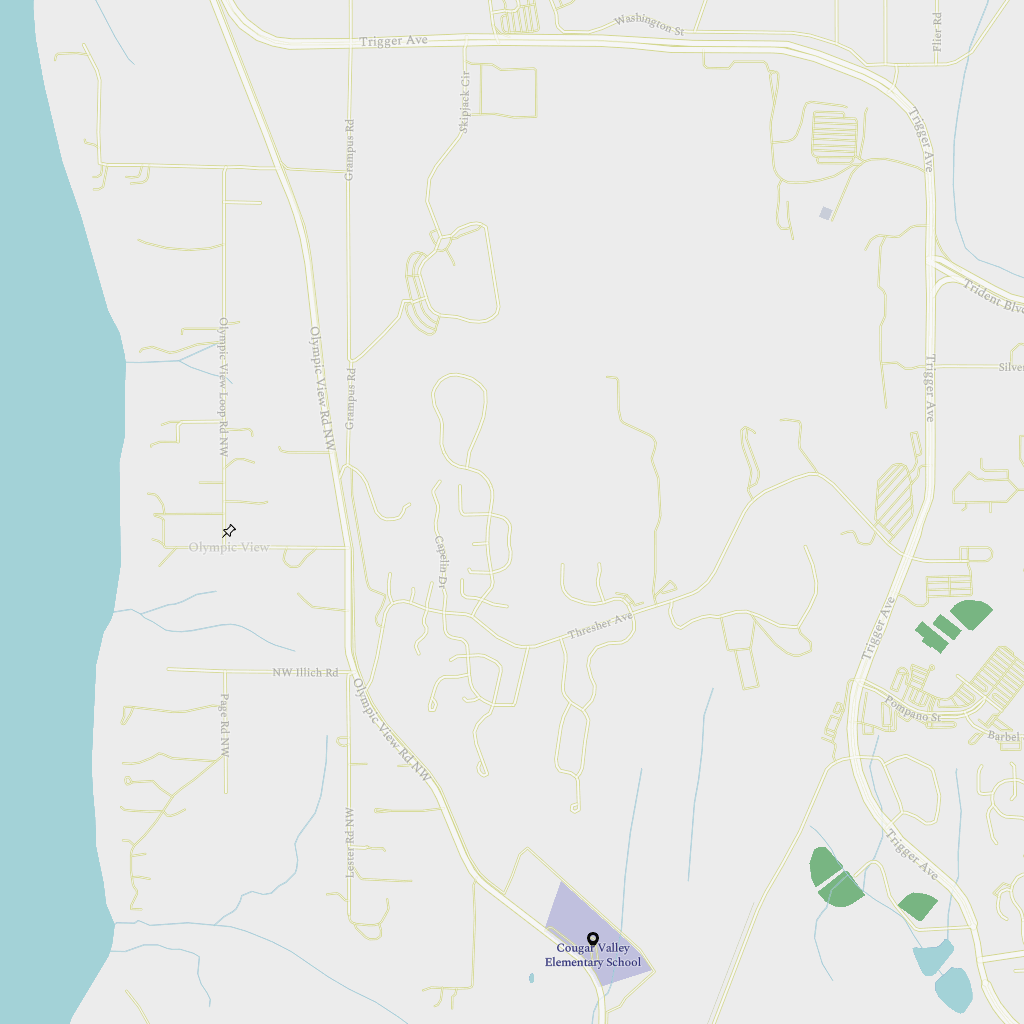 Washington St
Flier Rd
Trigger Ave
Skipjack Cir
Trigger Ave
Grampus Rd
Trident Blvd
Olympic View Loop Rd NW
Olympic View Rd NW
Grampus Rd
Trigger Ave
Silver
Olympic View
Capelin Dr
Thresher Ave
Trigger Ave
NW Illich Rd
Page Rd NW
Olympic View Rd NW
Pompano St
Barbel
Lester Rd NW
Trigger Ave
Cougar Valley
Elementary School